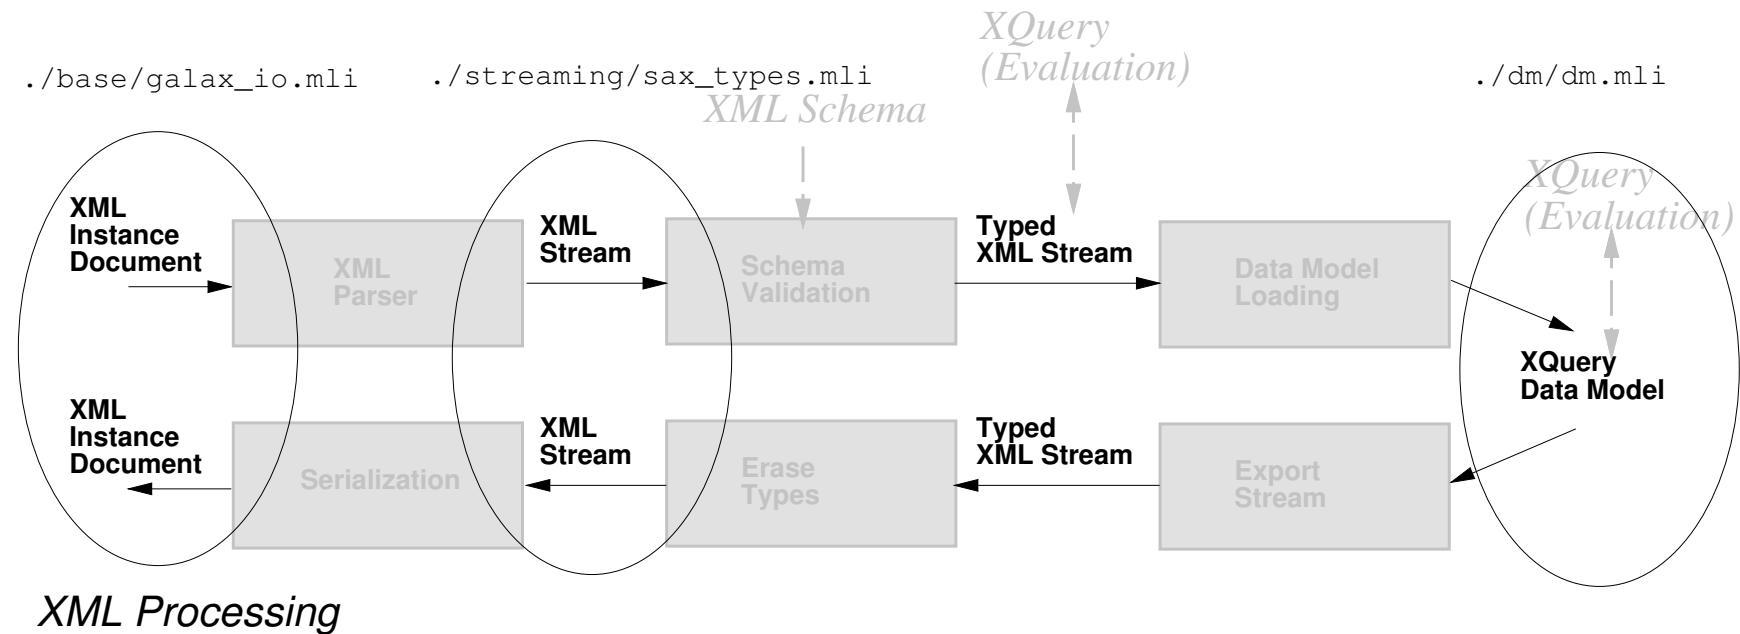 XQuery
(Evaluation)
./base/galax_io.mli
./streaming/sax_types.mli
./dm/dm.mli
XML Schema
XQuery
(Evaluation)
XML
Instance
Document
XML
Parser
XML
Stream
Schema
Validation
Typed
XML Stream
Data Model
Loading
XQuery
Data Model
XML
Instance
Document
Serialization
XML
Stream
Erase
Types
Typed
XML Stream
Export
Stream
XML Processing